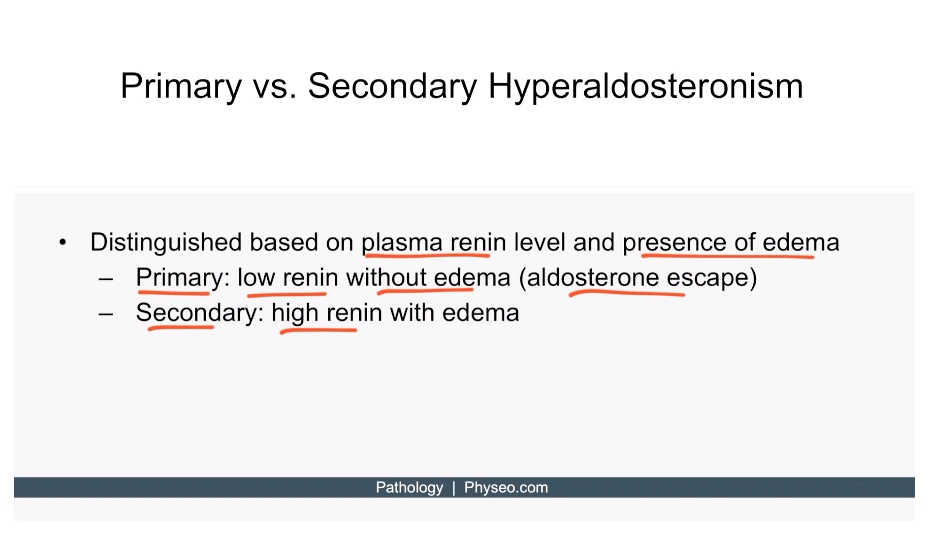 Primary vs. Secondary Hyperaldosteronism
• Distinguished based on plasma renin level and presence of edema
– Primary: low renin without edema (aldosterone escape)
– Secondary: high renin with edema
Pathology | Physeo.com